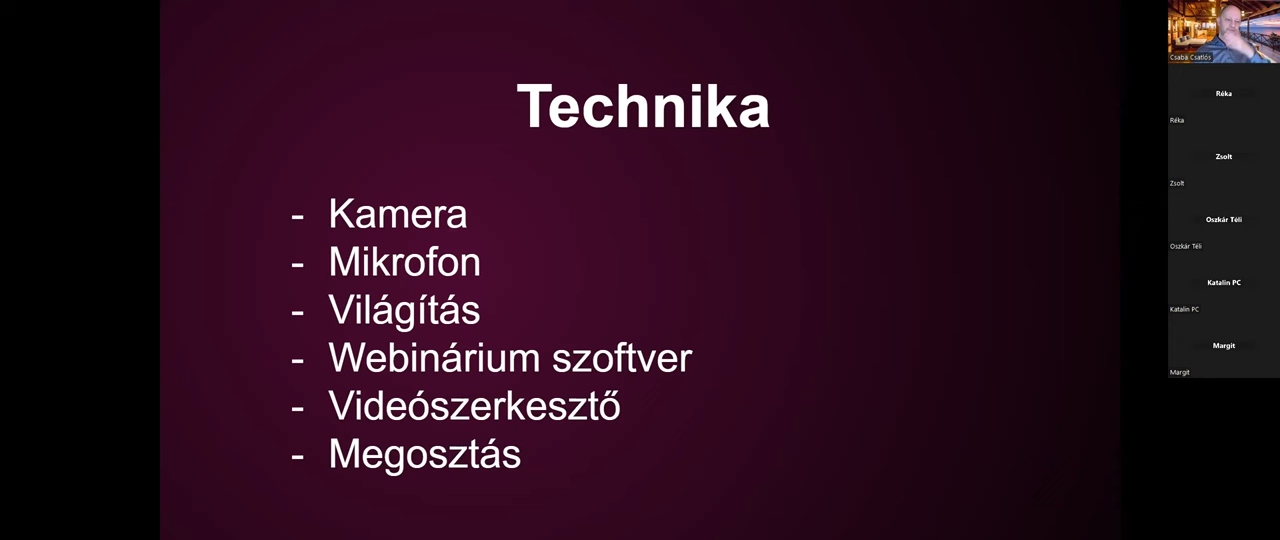 Technika
- Kamera
- Mikrofon
- Világítás
- Webinárium szoftver
- Videószerkesztő
- Megosztás
Csaba Csatlós
Réka
Réka
Zsolt
Zsolt
Oszkár Téli
Oszkár Téli
Katalin PC
Katalin PC
Margit
Margit